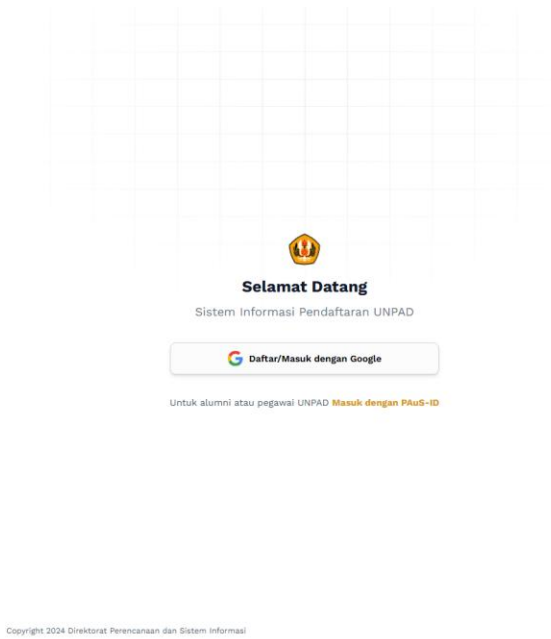 Selamat Datang
Sistem Informasi Pendaftaran UNPAD
Daftar/Masuk dengan Google
Untuk alumni atau pegawai UNPAD Masuk dengan PAuS-ID
Copyright 2024 Direktorat Perencanaan dan Sistem Informasi